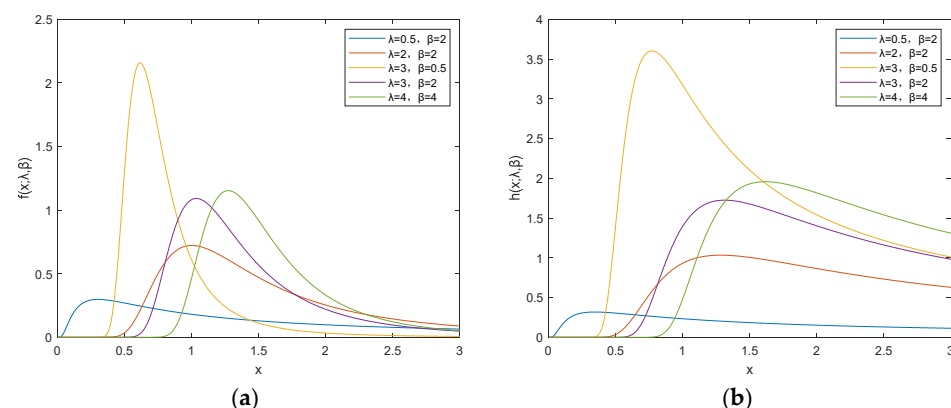 2.5
2
1.5
1
0.5
0
0
0.5
1
1.5
2
2.5
3
f(x;λ,β)
x
λ=0.5, β=2
λ=2, β=2
λ=3, β=0.5
λ=3, β=2
λ=4, β=4
(a)
4
3.5
3
2.5
2
1.5
1
0.5
0
0
0.5
1
1.5
2
2.5
3
h(x;λ,β)
x
λ=0.5, β=2
λ=2, β=2
λ=3, β=0.5
λ=3, β=2
λ=4, β=4
(b)